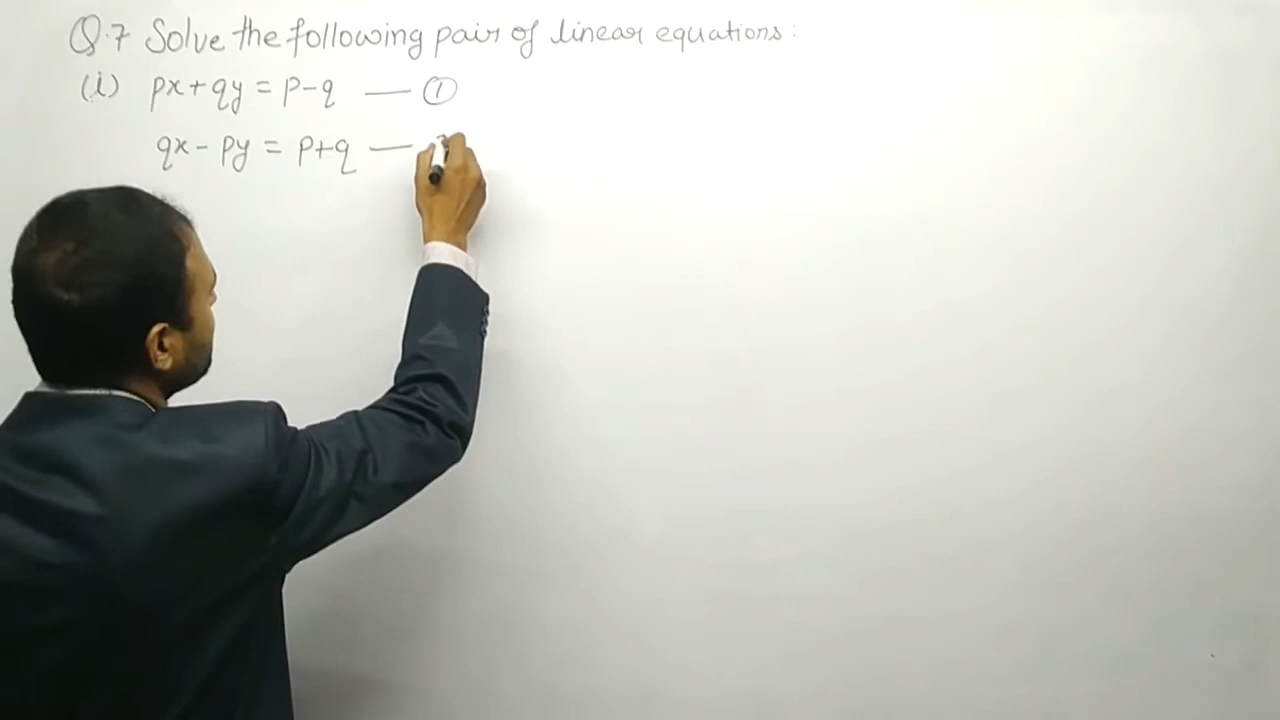 Q.7 Solve the following pair of linear equations:
(i) px + qy = p - q — ①
qx - py = p + q —